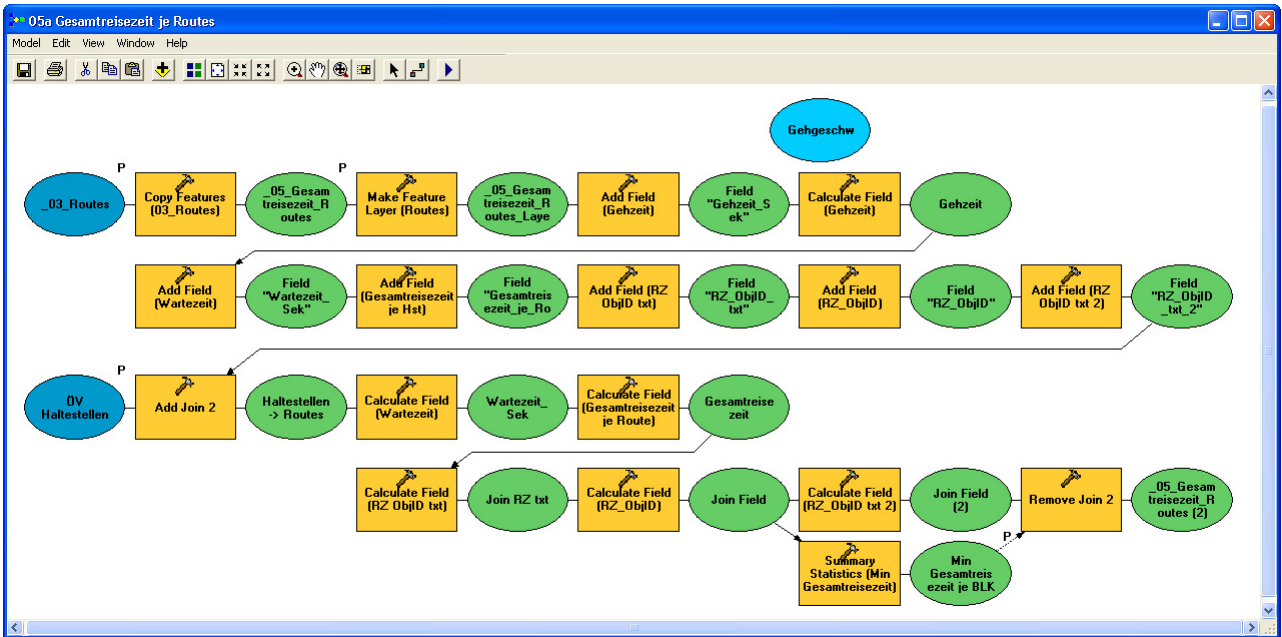 05a Gesamtreisezeit je Routes
Model Edit View Window Help
Gehgeschw
P
P
_03_Routes
Copy Features
(03_Routes)
_05_Gesam
treisezeit_R
outes
Make Feature
Layer (Routes)
_05_Gesam
treisezeit_R
outes_Laye
Add Field
(Gehzeit)
Field
"Gehzeit_S
ek"
Calculate Field
(Gehzeit)
Gehzeit
Add Field
(Wartezeit)
Field
"Wartezeit_
Sek"
Add Field
(Gesamtreisezeit
je Hst)
Field
"Gesamtreis
ezeit_je_Ro
Add Field (RZ
ObjID txt)
Field
"RZ_ObjID_
txt"
Add Field
(RZ_ObjID)
Field
"RZ_ObjID"
Add Field (RZ
ObjID txt 2)
Field
"RZ_ObjID
_txt_2"
P
ÖV
Haltestellen
Add Join 2
Haltestellen
-> Routes
Calculate Field
(Wartezeit)
Wartezeit_
Sek
Calculate Field
(Gesamtreisezeit
je Route)
Gesamtreise
zeit
Calculate Field
(RZ ObjID txt)
Join RZ txt
Calculate Field
(RZ_ObjID)
Join Field
Calculate Field
(RZ_ObjID txt 2)
Join Field
(2)
Remove Join 2
_05_Gesam
treisezeit_R
outes (2)
P
Summary
Statistics (Min
Gesamtreisezeit)
Min
Gesamtreis
ezeit je BLK